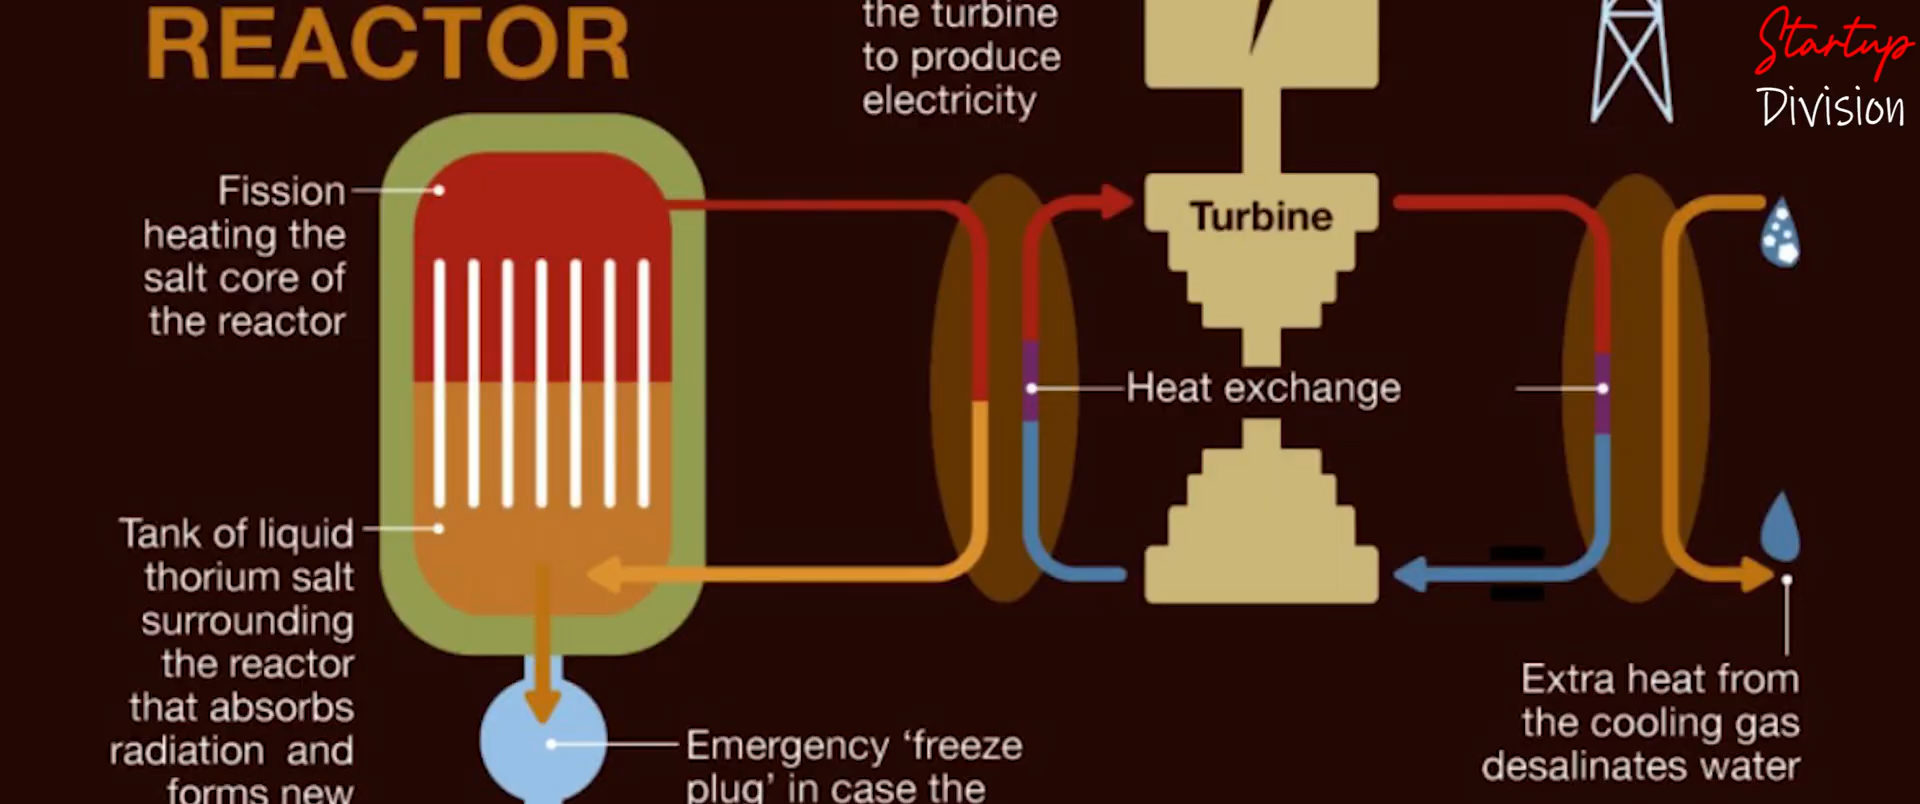 REACTOR
the turbine
to produce
electricity
Startup
Division
Fission
heating the
salt core of
the reactor
Turbine
Heat exchange
Tank of liquid
thorium salt
surrounding
the reactor
that absorbs
radiation and
forms new
Emergency ‘freeze
plug’ in case the
Extra heat from
the cooling gas
desalinates water